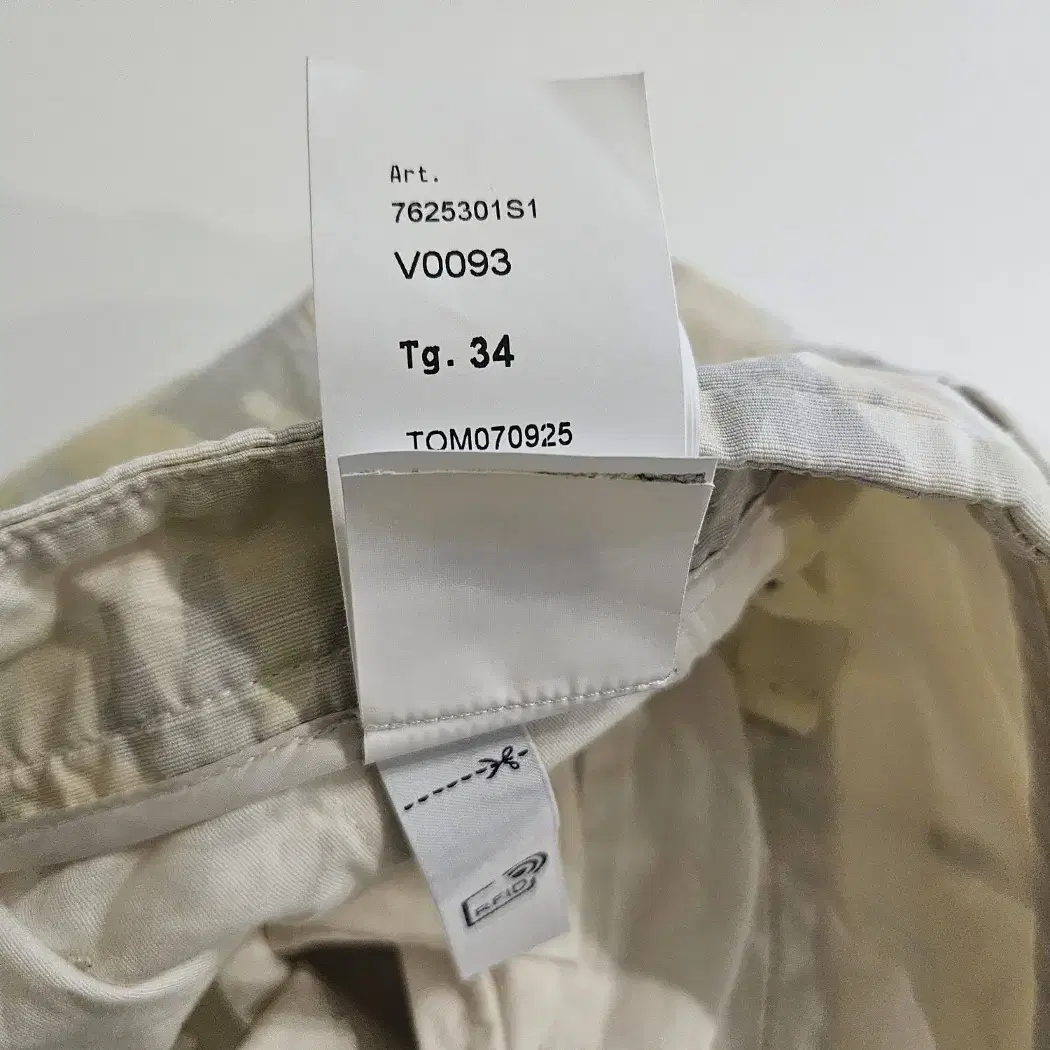 Art.
7625301S1
V0093
Tg. 34
TOM070925
RFID